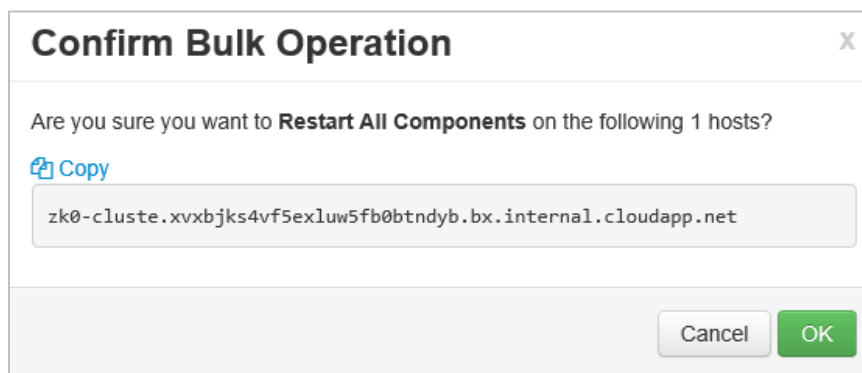 Confirm Bulk Operation
X
Are you sure you want to Restart All Components on the following 1 hosts?
Copy
zk0-cluste.xvxbjks4vf5exluw5fb0btndyb.bx.internal.cloudapp.net
Cancel
OK